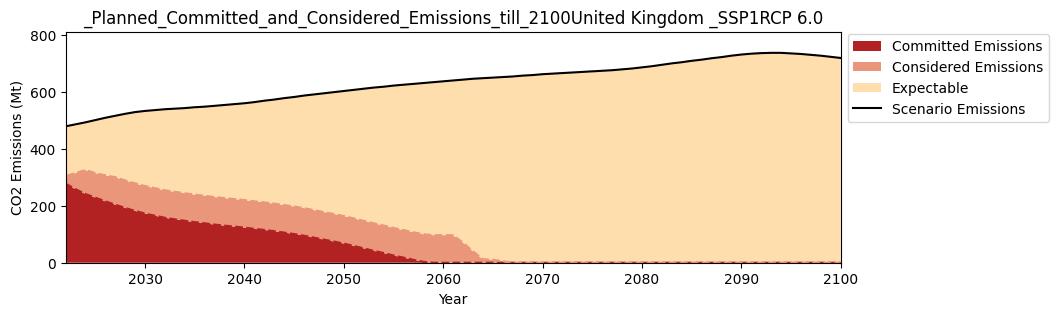 _Planned_Committed_and_Considered_Emissions_till_2100United Kingdom _SSP1RCP 6.0
Committed Emissions
Considered Emissions
Expectable
Scenario Emissions
CO2 Emissions (Mt)
800
600
400
200
0
2030 2040 2050 2060 2070 2080 2090 2100
Year